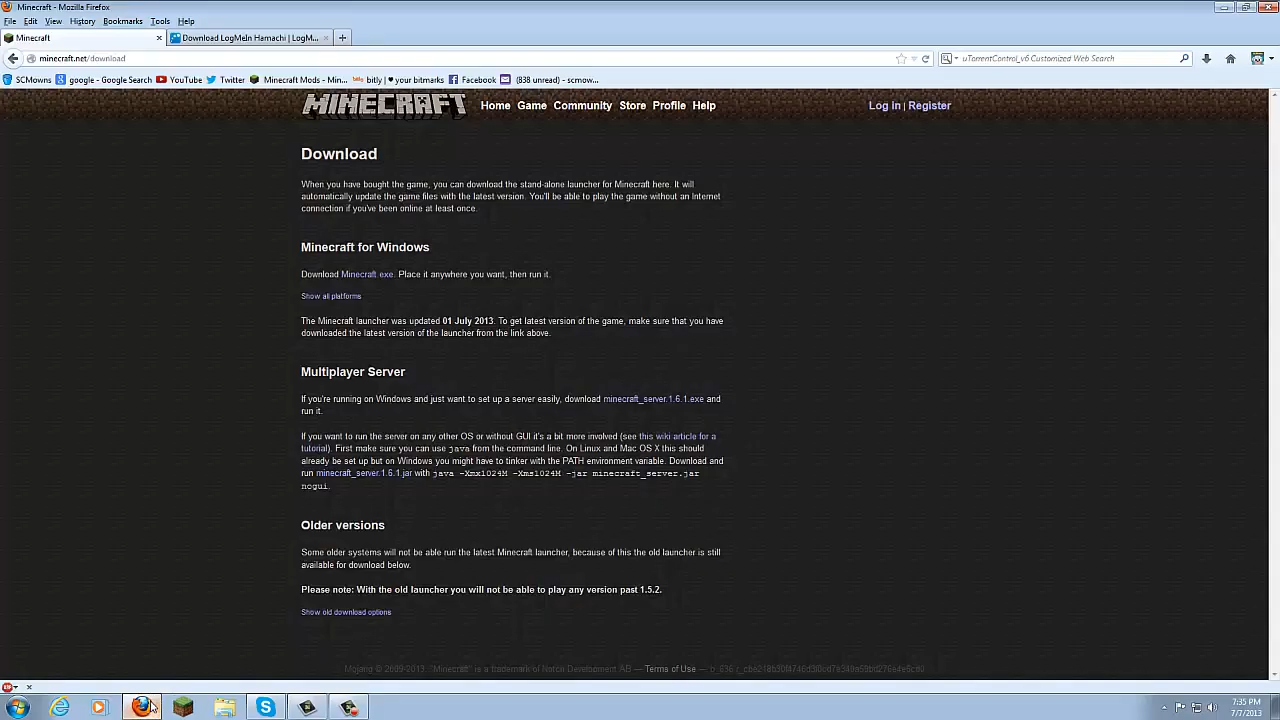 Minecraft - Mozilla Firefox
File Edit View History Bookmarks Tools Help
Minecraft
Download LogMeIn Hamachi | LogM...
minecraft.net/download
uTorrentControl_v6 Customized Web Search
SCMowns google - Google Search YouTube Twitter Minecraft Mods - Min... bitly | ♥ your bitmarks Facebook (838 unread) - scmow...
MINECRAFT Home Game Community Store Profile Help Log in | Register
Download
When you have bought the game, you can download the stand-alone launcher for Minecraft here. It will
automatically update the game files with the latest version. You'll be able to play the game without an Internet
connection if you've been online at least once.
Minecraft for Windows
Download Minecraft.exe. Place it anywhere you want, then run it.
Show all platforms
The Minecraft launcher was updated 01 July 2013. To get latest version of the game, make sure that you have
downloaded the latest version of the launcher from the link above.
Multiplayer Server
If you're running on Windows and just want to set up a server easily, download minecraft_server.1.6.1.exe and
run it.
If you want to run the server on any other OS or without GUI it's a bit more involved (see this wiki article for a
tutorial). First make sure you can use java from the command line. On Linux and Mac OS X this should
already be set up but on Windows you might have to tinker with the PATH environment variable. Download and
run minecraft_server.1.6.1.jar with java -Xmx1024M -Xms1024M -jar minecraft_server.jar
nogui.
Older versions
Some older systems will not be able run the latest Minecraft launcher, because of this the old launcher is still
available for download below.
Please note: With the old launcher you will not be able to play any version past 1.5.2.
Show old download options
Mojang © 2009-2013. "Minecraft" is a trademark of Notch Development AB — Terms of Use —
7:35 PM
7/7/2013